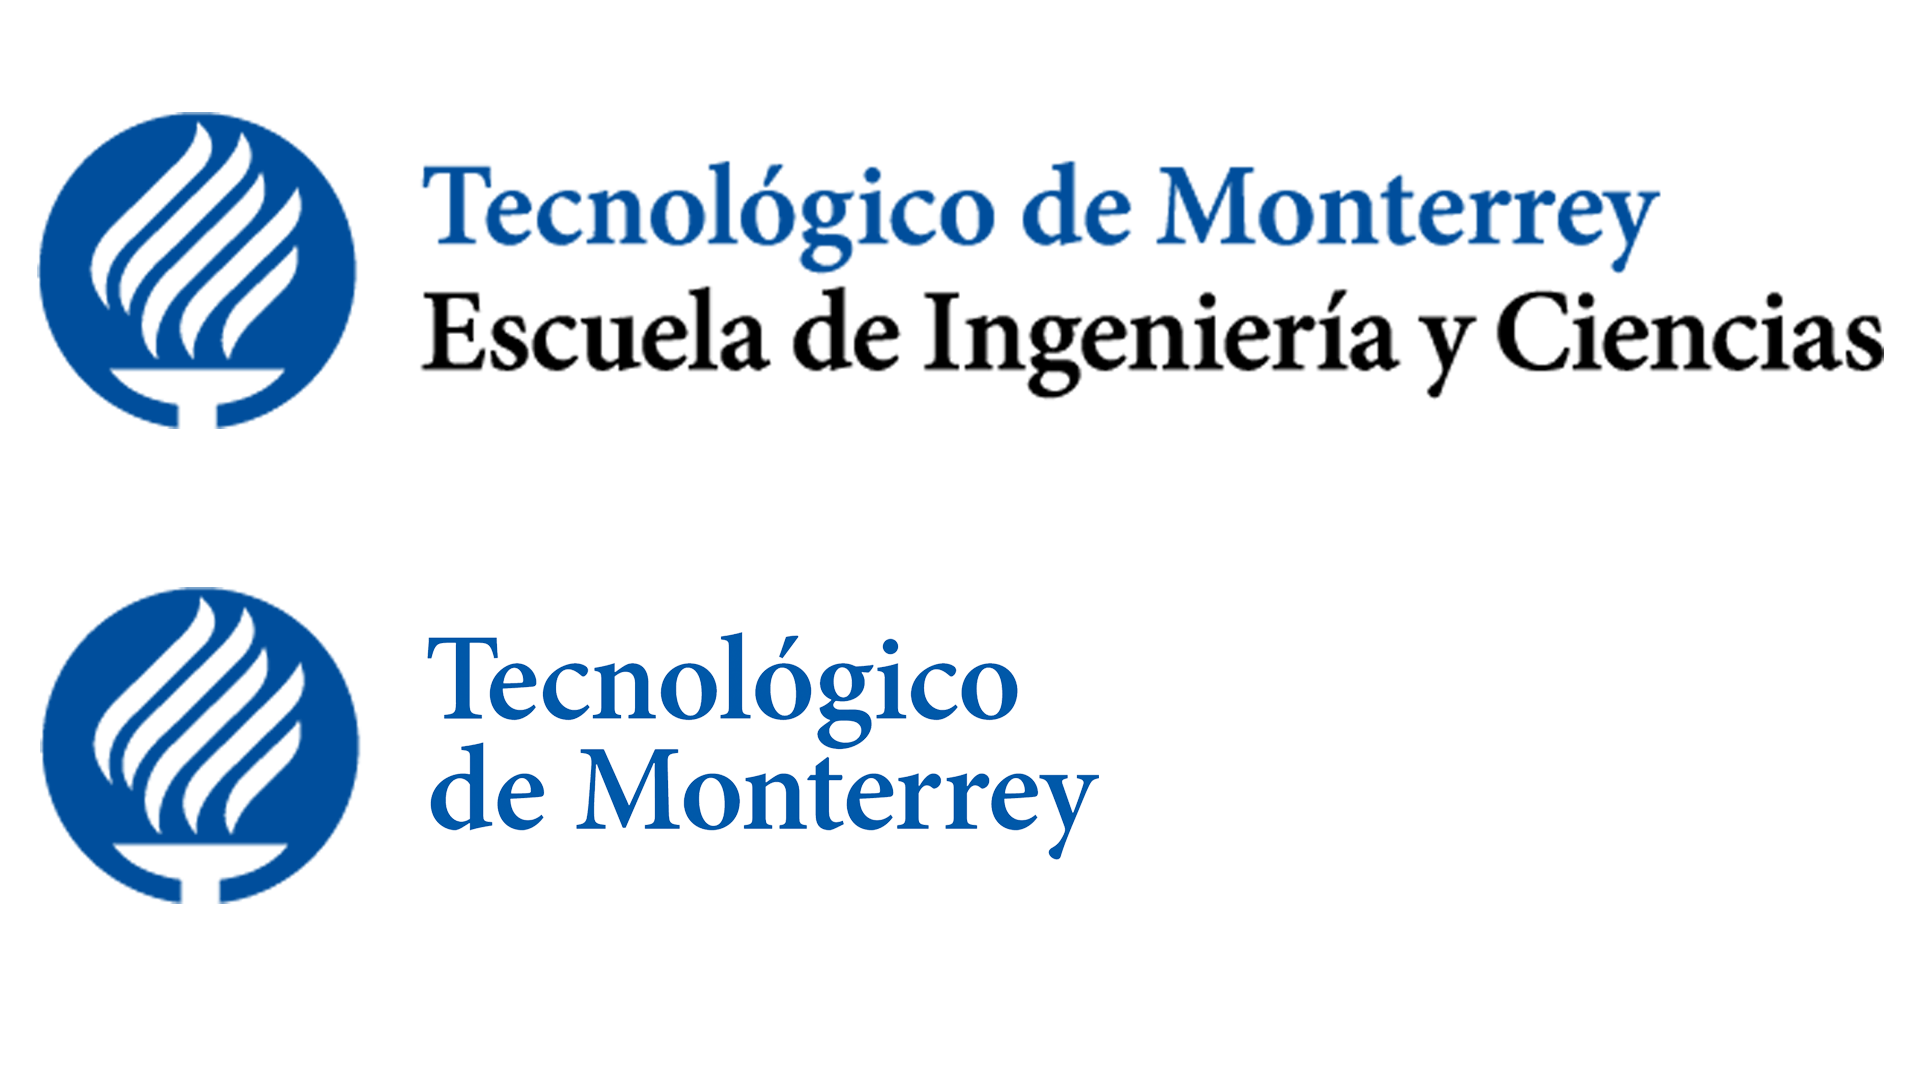 Tecnológico de Monterrey
Escuela de Ingeniería y Ciencias
Tecnológico
de Monterrey